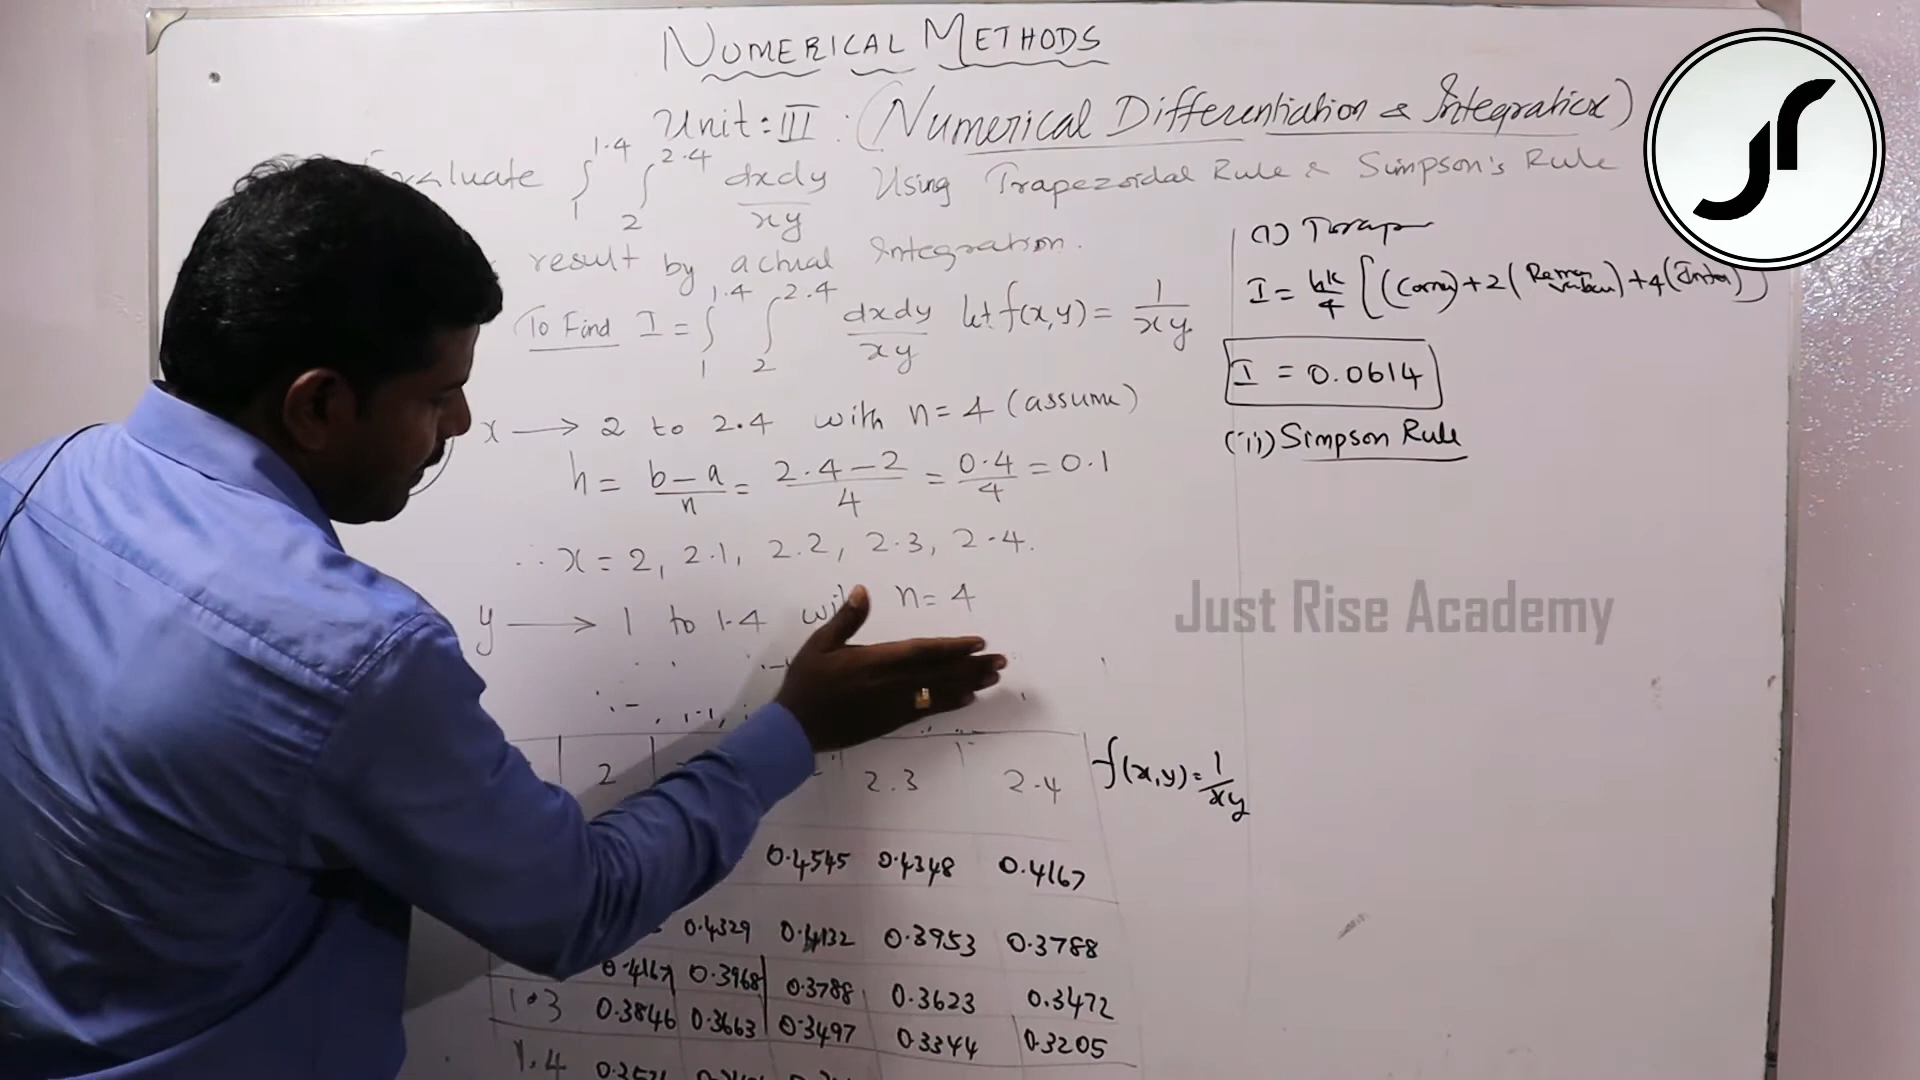 NUMERICAL METHODS
Unit: III : (Numerical Differentiation & Integration)
Evaluate ∫₁^1.4 ∫₂^2.4 dxdy/xy Using Trapezoidal Rule & Simpson's Rule
result by actual Integration.
To Find I = ∫₁^1.4 ∫₂^2.4 dxdy/xy let f(x,y) = 1/xy.
x → 2 to 2.4 with n=4 (assume)
h = b-a/n = 2.4-2/4 = 0.4/4 = 0.1
∴ x = 2, 2.1, 2.2, 2.3, 2.4.
y → 1 to 1.4 with n=4
2 2.3 2.4 f(x,y) = 1/xy
0.4545 0.4348 0.4167
0.4329 0.4132 0.3953 0.3788
0.4167 0.3968 0.3788 0.3623 0.3472
1.3 0.3846 0.3663 0.3497 0.3344 0.3205
1.4
(i) Trap
I = hk/4 [(Corner) + 2( ) + 4( )]
I = 0.0614
(ii) Simpson Rule
Just Rise Academy